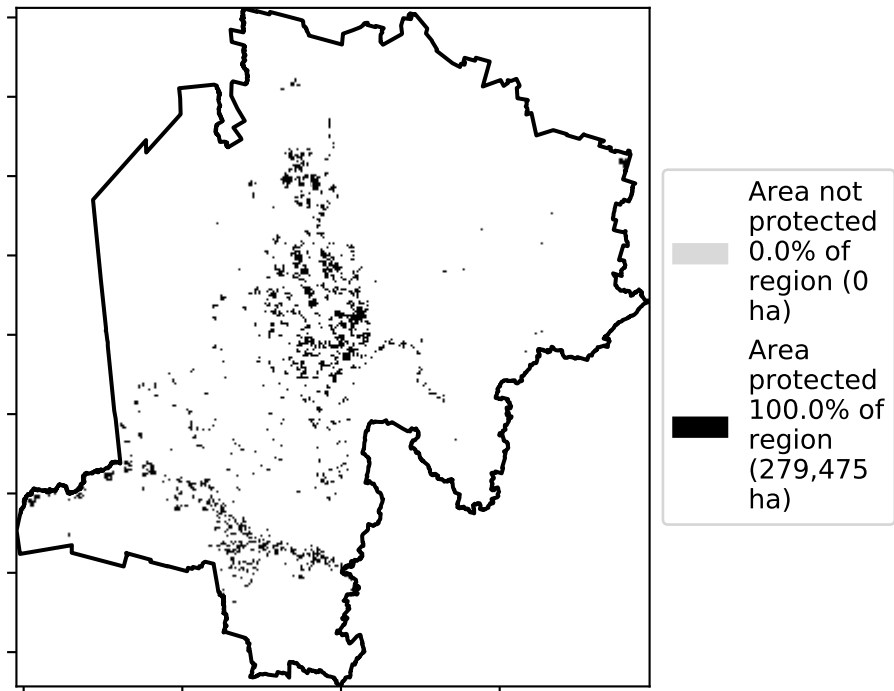 Area not
protected
0.0% of
region (0
ha)
Area
protected
100.0% of
region
(279,475
ha)